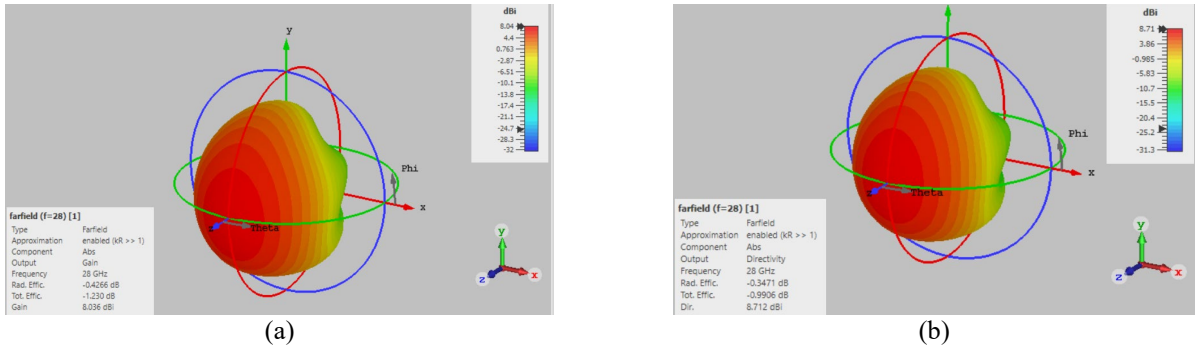 dBi
8.04
4.4
0.763
-2.87
-6.51
-10.1
-13.8
-17.4
-21.1
-24.7
-28.3
-32
y
Phi
x
z
Theta
farfield (f=28) [1]
Type Farfield
Approximation enabled (kR >> 1)
Component Abs
Output Gain
Frequency 28 GHz
Rad. Effic. -0.4266 dB
Tot. Effic. -1.230 dB
Gain 8.036 dBi
y
z
x
(a)
dBi
8.71
3.86
-0.985
-5.83
-10.7
-15.5
-20.4
-25.2
-31.3
Phi
x
z
Theta
farfield (f=28) [1]
Type Farfield
Approximation enabled (kR >> 1)
Component Abs
Output Directivity
Frequency 28 GHz
Rad. Effic. -0.3471 dB
Tot. Effic. -0.9906 dB
Dir. 8.712 dBi
y
z
x
(b)